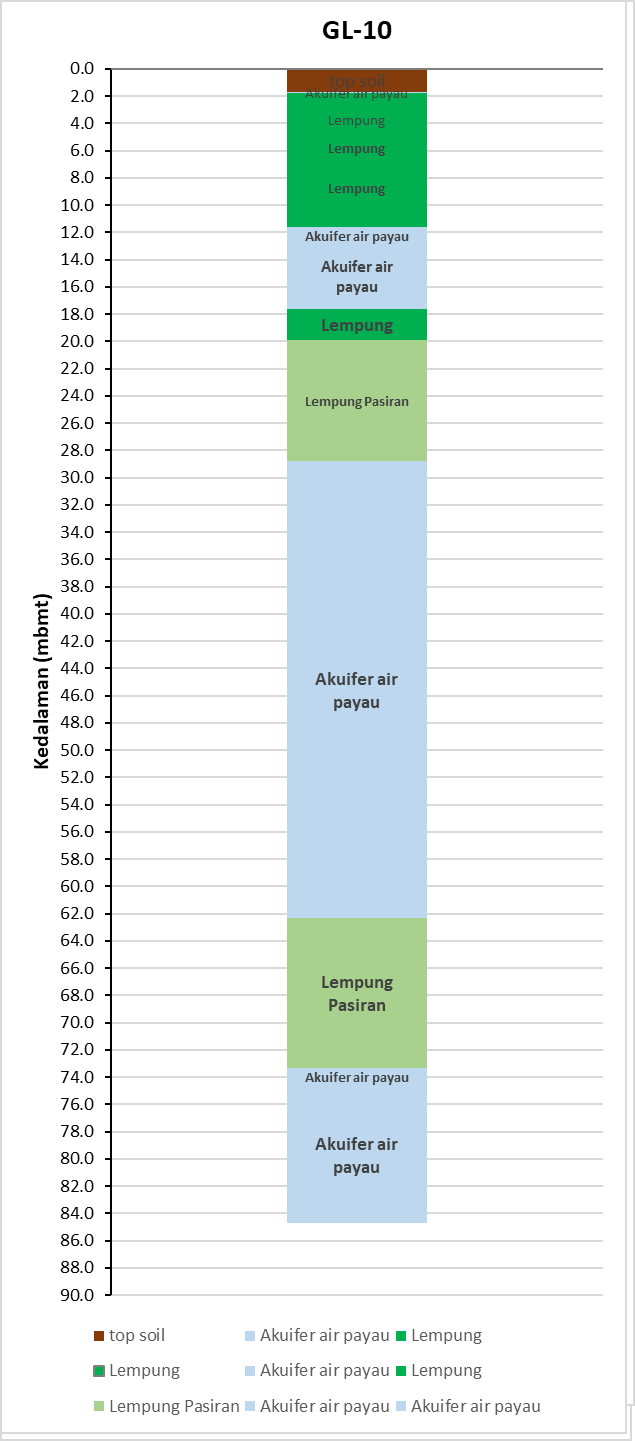 GL-10
0.0
2.0
4.0
6.0
8.0
10.0
12.0
14.0
16.0
18.0
20.0
22.0
24.0
26.0
28.0
30.0
32.0
34.0
36.0
38.0
40.0
42.0
44.0
46.0
48.0
50.0
52.0
54.0
56.0
58.0
60.0
62.0
64.0
66.0
68.0
70.0
72.0
74.0
76.0
78.0
80.0
82.0
84.0
86.0
88.0
90.0
Kedalaman (mbmt)
top soil
Akuifer air payau
Lempung
Lempung
Lempung
Akuifer air payau
Akuifer air
payau
Lempung
Lempung Pasiran
Akuifer air
payau
Lempung
Pasiran
Akuifer air payau
Akuifer air
payau
top soil Akuifer air payau Lempung
Lempung Akuifer air payau Lempung
Lempung Pasiran Akuifer air payau Akuifer air payau